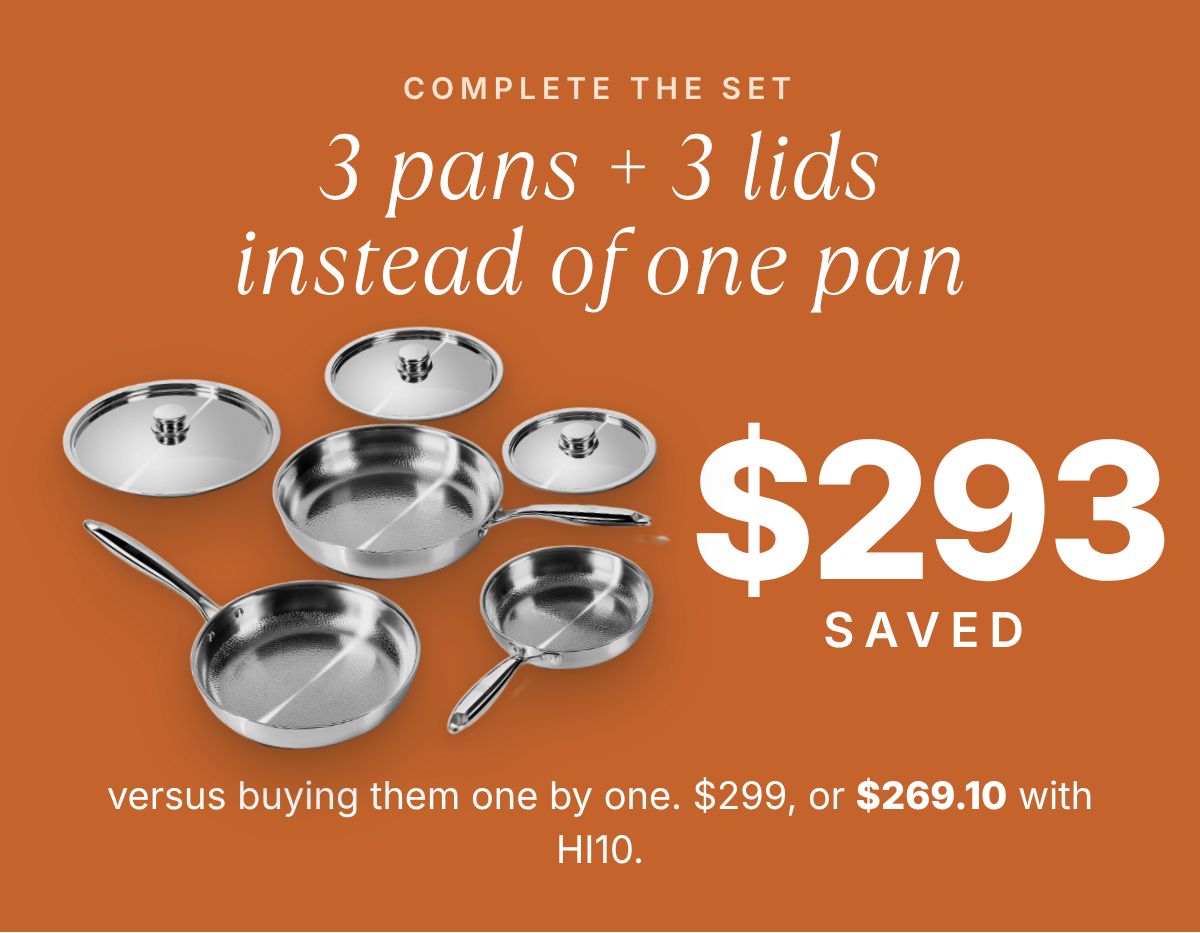 COMPLETE THE SET
3 pans + 3 lids
instead of one pan
$293
SAVED
versus buying them one by one. $299, or $269.10 with
HI10.